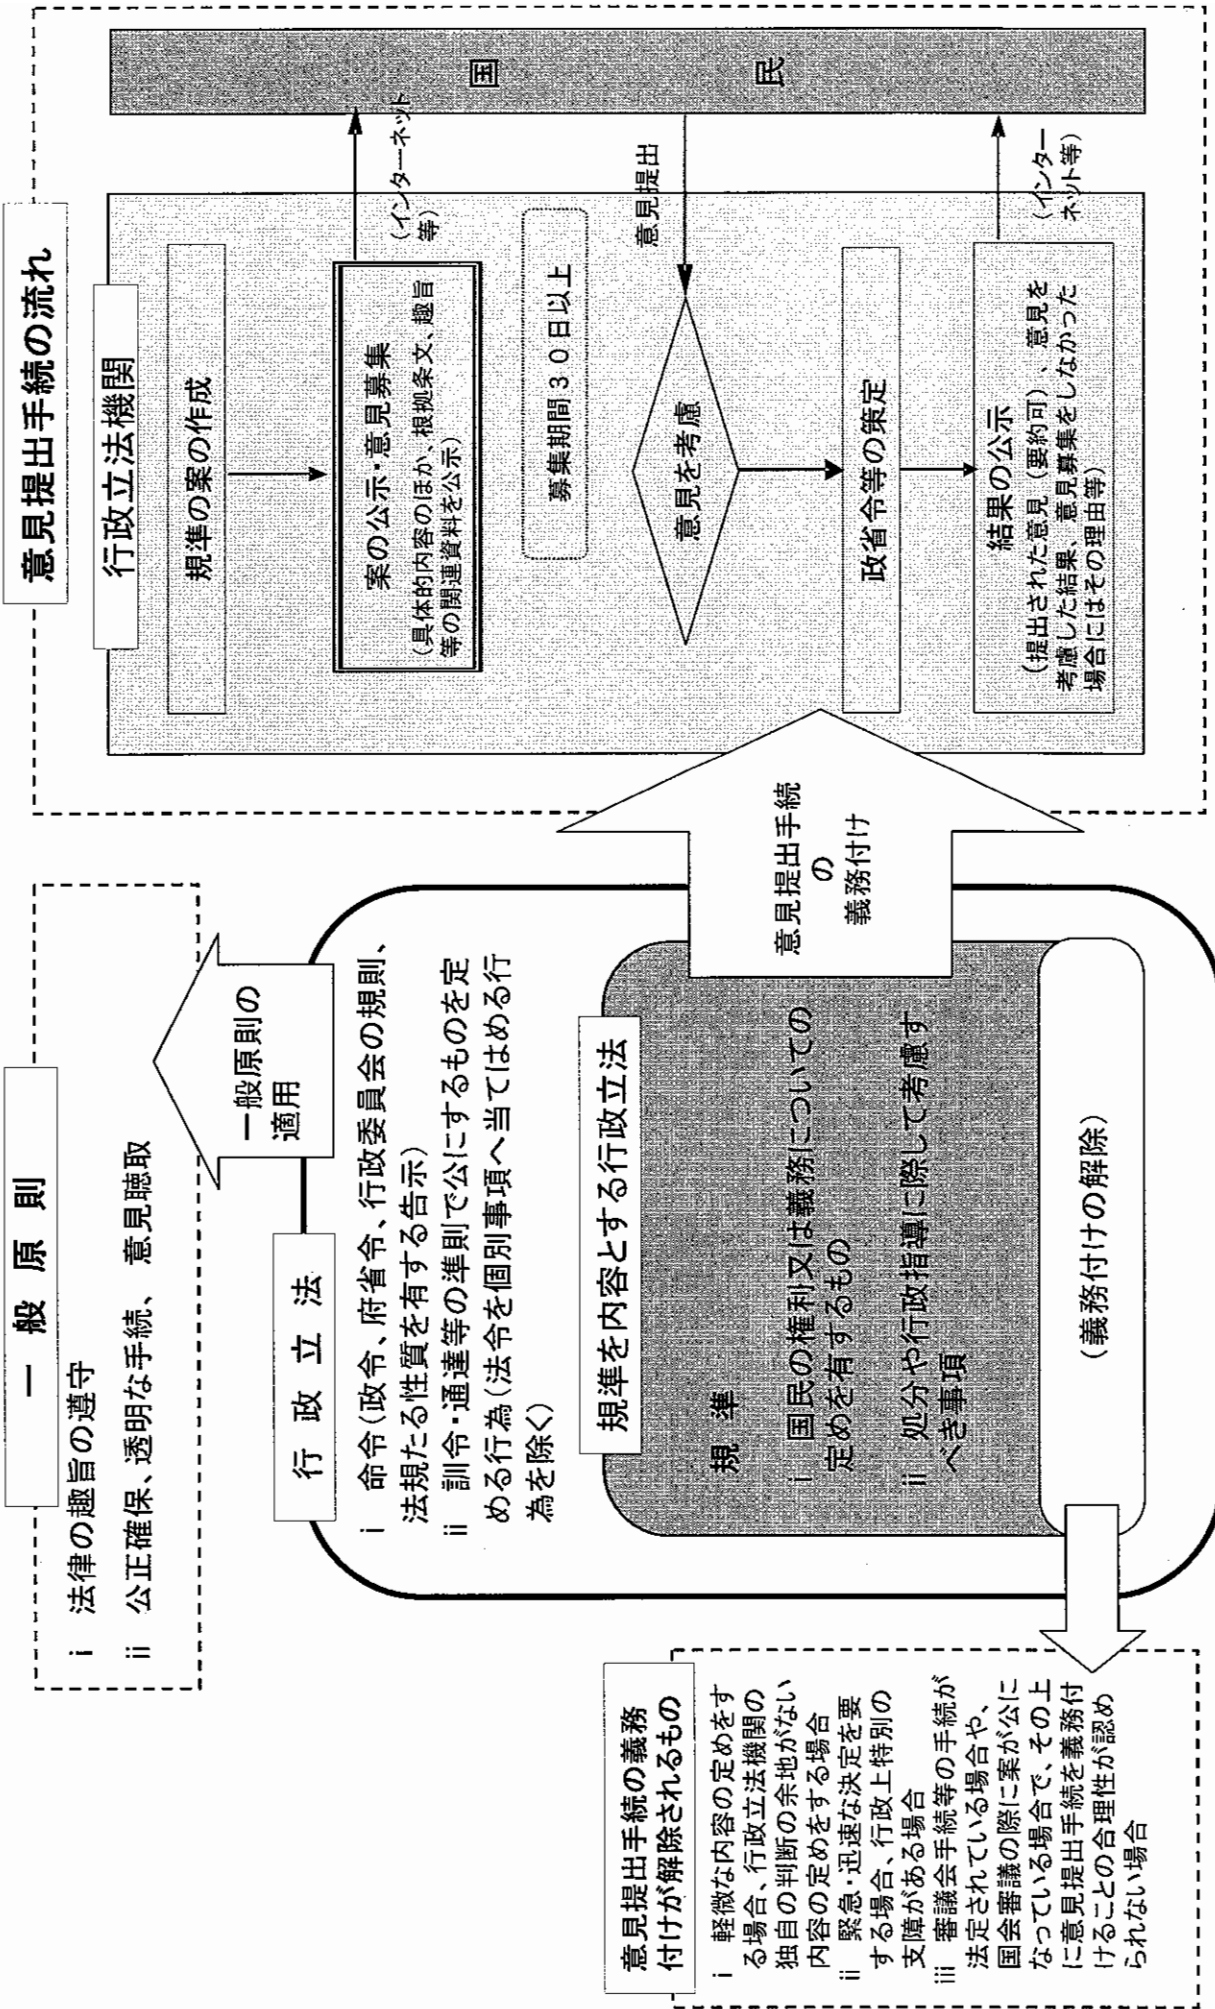 一 般 原 則
i 法律の趣旨の遵守
ii 公正確保、透明な手続、意見聴取
一般原則の
適用
行 政 立 法
i 命令(政令、府省令、行政委員会の規則、
法規たる性質を有する告示)
ii 訓令・通達等の準則で公にするものを定
める行為(法令を個別事項へ当てはめる行
為を除く)
規準を内容とする行政立法
規 準
i 国民の権利又は義務についての
定めを有するもの
ii 処分や行政指導に際して考慮す
べき事項
(義務付けの解除)
意見提出手続の義務
付けが解除されるもの
i 軽微な内容の定めをす
る場合、行政立法機関の
独自の判断の余地がない
内容の定めをする場合
ii 緊急・迅速な決定を要
する場合、行政上特別の
支障がある場合
iii 審議会手続等の手続が
法定されている場合や、
国会審議の際に案が公に
なっている場合で、その上
に意見提出手続を義務付
けることの合理性が認め
られない場合
意見提出手続
の
義務付け
意見提出手続の流れ
行政立法機関
規準の案の作成
案の公示・意見募集
(具体的内容のほか、根拠条文、趣旨
等の関連資料を公示)
(インターネット
等)
募集期間30日以上
意見提出
意見を考慮
政省令等の策定
結果の公示
(提出された意見(要約可)、意見を
考慮した結果、意見募集をしなかった
場合にはその理由等)
(インター
ネット等)
国 民